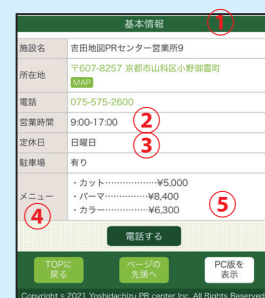 基本情報 ①
施設名 吉田地図PRセンター営業所9
所在地 〒607-8257 京都市山科区小野御霊町
MAP
電話 075-575-2600
営業時間 9:00-17:00 ②
定休日 日曜日 ③
駐車場 有り
メニュー ④
・カット………………¥5,000
・パーマ……………¥8,400
・カラー……………¥6,300 ⑤
電話する
TOPに
戻る
ページの
先頭へ
PC版を
表示
Copyright © 2021 Yoshidachizu PR center Inc. All Rights Reserved